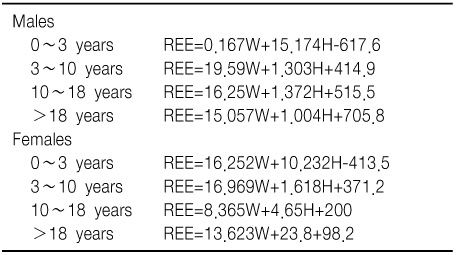 Males
0~3 years REE=0.167W+15.174H-617.6
3~10 years REE=19.59W+1.303H+414.9
10~18 years REE=16.25W+1.372H+515.5
>18 years REE=15.057W+1.004H+705.8
Females
0~3 years REE=16.252W+10.232H-413.5
3~10 years REE=16.969W+1.618H+371.2
10~18 years REE=8.365W+4.65H+200
>18 years REE=13.623W+23.8+98.2